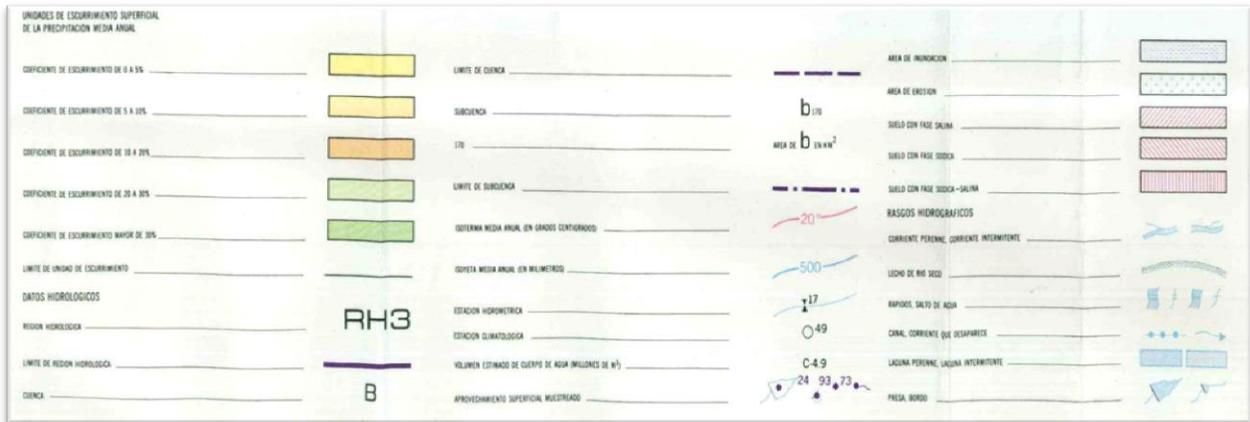 UNIDADES DE ESCURRIMIENTO SUPERFICIAL
DE LA PRECIPITACION MEDIA ANUAL
COEFICIENTE DE ESCURRIMIENTO DE 0 A 5%
COEFICIENTE DE ESCURRIMIENTO DE 5 A 10%
COEFICIENTE DE ESCURRIMIENTO DE 10 A 20%
COEFICIENTE DE ESCURRIMIENTO DE 20 A 30%
COEFICIENTE DE ESCURRIMIENTO MAYOR DE 30%
LIMITE DE UNIDAD DE ESCURRIMIENTO
DATOS HIDROLOGICOS
REGION HIDROLOGICA RH3
LIMITE DE REGION HIDROLOGICA
CUENCA B
LIMITE DE CUENCA
SUBCUENCA b 170
170 AREA DE b EN KM²
LIMITE DE SUBCUENCA
ISOTERMA MEDIA ANUAL (EN GRADOS CENTIGRADOS) 20°
ISOYETA MEDIA ANUAL (EN MILIMETROS) 500
ESTACION HIDROMETRICA 17
ESTACION CLIMATOLOGICA 49
VOLUMEN ESTIMADO DE CUERPO DE AGUA (MILLONES DE M³) C-4.9
APROVECHAMIENTO SUPERFICIAL MUESTREADO 24 93 73
AREA DE INUNDACION
AREA DE EROSION
SUELO CON FASE SALINA
SUELO CON FASE SODICA
SUELO CON FASE SODICA-SALINA
RASGOS HIDROGRAFICOS
CORRIENTE PERENNE, CORRIENTE INTERMITENTE
LECHO DE RIO SECO
RAPIDOS, SALTO DE AGUA
CANAL, CORRIENTE QUE DESAPARECE
LAGUNA PERENNE, LAGUNA INTERMITENTE
PRESA, BORDO